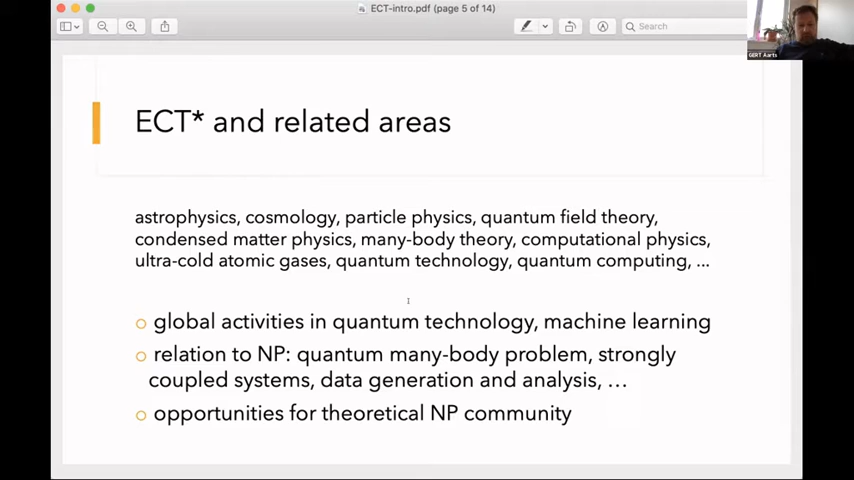 ECT-intro.pdf (page 5 of 14)
Search
GERT Aarts
ECT* and related areas
astrophysics, cosmology, particle physics, quantum field theory,
condensed matter physics, many-body theory, computational physics,
ultra-cold atomic gases, quantum technology, quantum computing, ...
global activities in quantum technology, machine learning
relation to NP: quantum many-body problem, strongly
coupled systems, data generation and analysis, …
opportunities for theoretical NP community